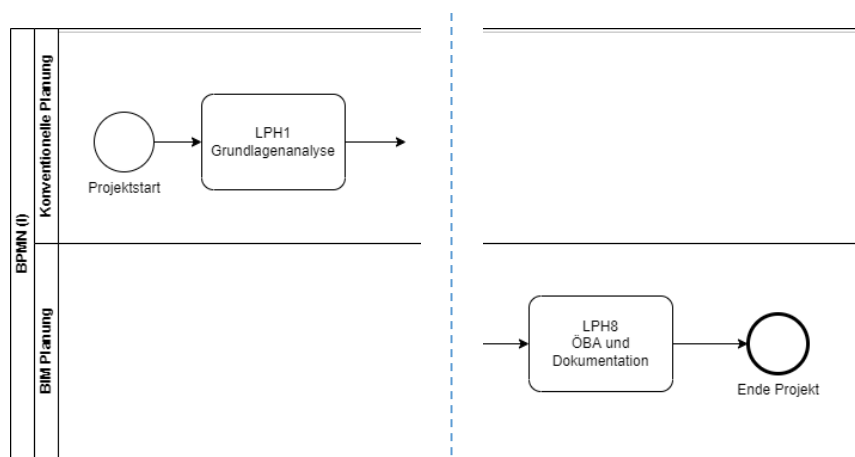 BPMN (I)
Konventionelle Planung
Projektstart
LPH1
Grundlagenanalyse
BIM Planung
LPH8
ÖBA und
Dokumentation
Ende Projekt